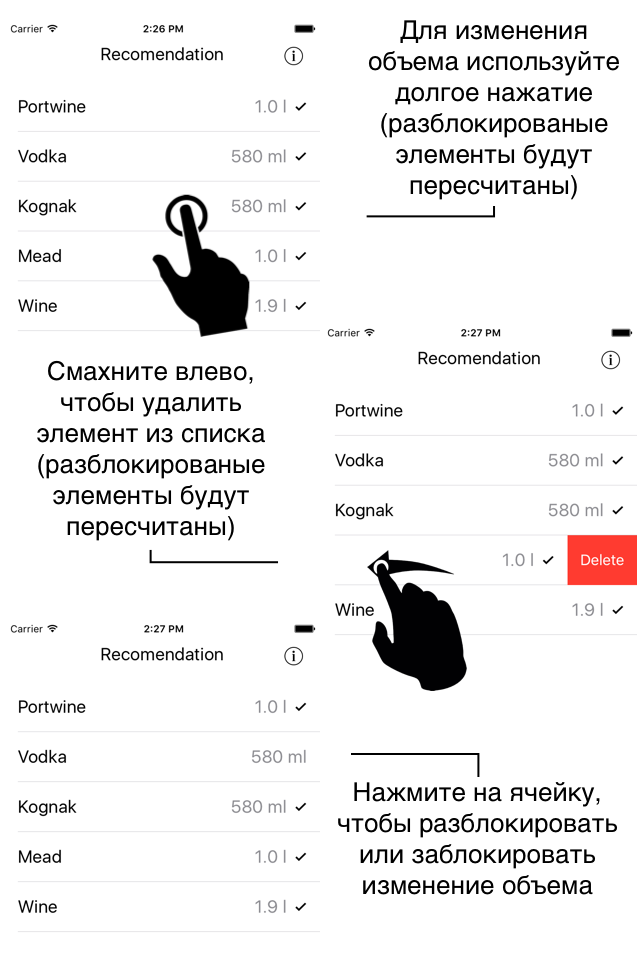 Carrier 2:26 PM
Recomendation
Portwine 1.0 l
Vodka 580 ml
Kognak 580 ml
Mead 1.0 l
Wine 1.9 l
Для изменения
объема используйте
долгое нажатие
(разблокированые
элементы будут
пересчитаны)
Carrier 2:27 PM
Recomendation
Portwine 1.0 l
Vodka 580 ml
Kognak 580 ml
1.0 l Delete
Wine 1.9 l
Смахните влево,
чтобы удалить
элемент из списка
(разблокированые
элементы будут
пересчитаны)
Carrier 2:27 PM
Recomendation
Portwine 1.0 l
Vodka 580 ml
Kognak 580 ml
Mead 1.0 l
Wine 1.9 l
Нажмите на ячейку,
чтобы разблокировать
или заблокировать
изменение объема